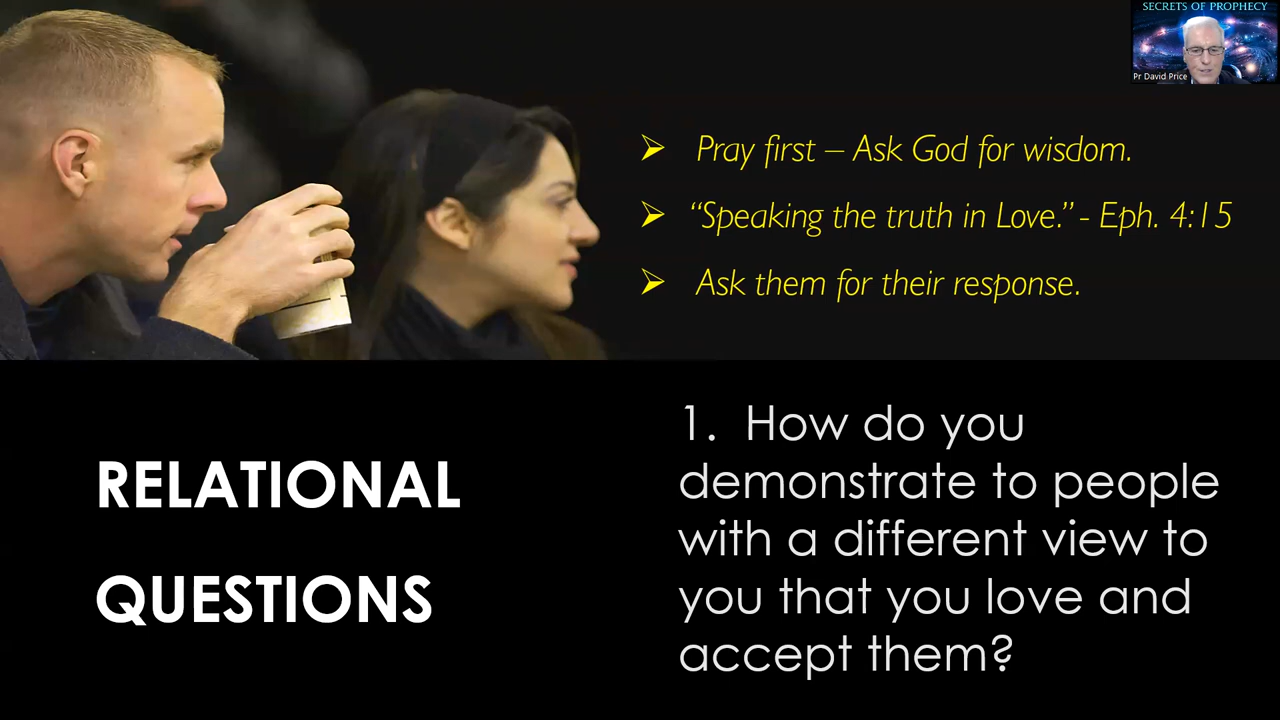 SECRETS OF PROPHECY
Pr David Price
➢ Pray first – Ask God for wisdom.
➢ “Speaking the truth in Love.” - Eph. 4:15
➢ Ask them for their response.
RELATIONAL
QUESTIONS
1. How do you
demonstrate to people
with a different view to
you that you love and
accept them?